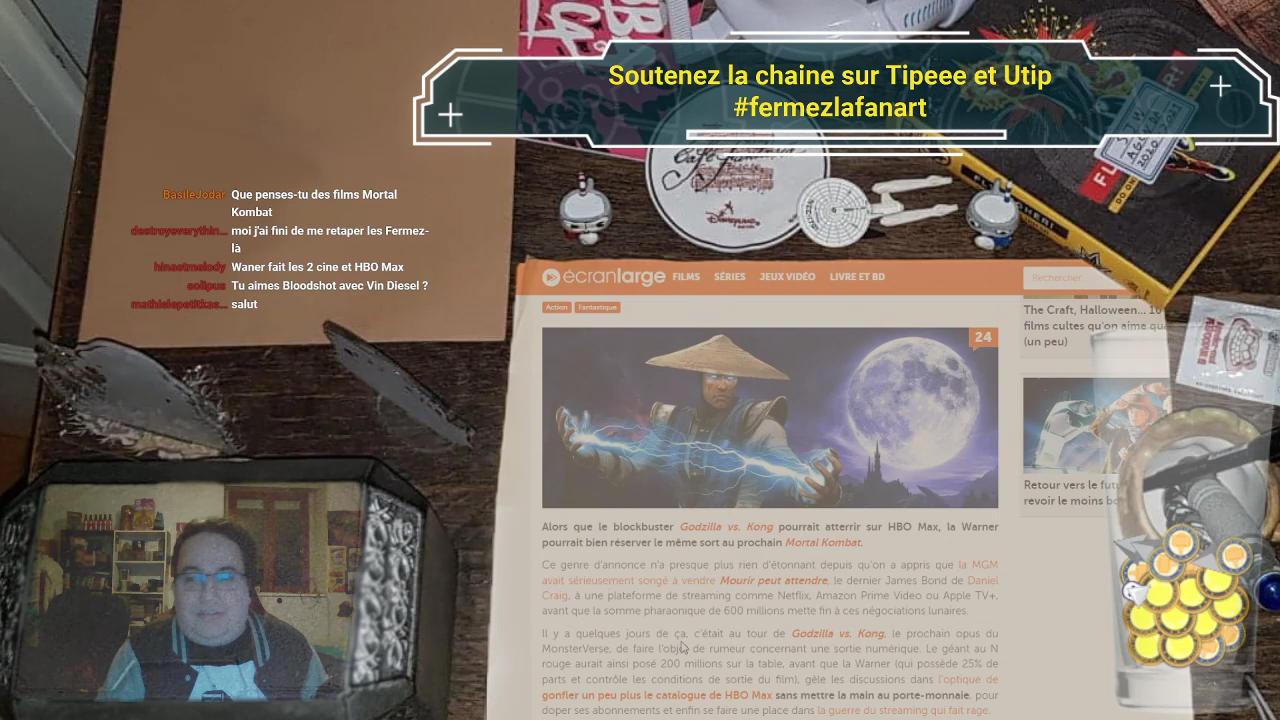 Soutenez la chaine sur Tipeee et Utip
#fermezlafanart
BasileJodar Que penses-tu des films Mortal
Kombat
destroyeverythin... moi j'ai fini de me retaper les Fermez-
là
hinaetmelody Waner fait les 2 cine et HBO Max
solipus Tu aimes Bloodshot avec Vin Diesel ?
mathislepetitkas... salut
écranlarge FILMS SÉRIES JEUX VIDÉO LIVRE ET BD
Rechercher
Action Fantastique
24
The Craft, Halloween... 10
films cultes qu'on aime que
(un peu)
Retour vers le futu
revoir le moins bo
Alors que le blockbuster Godzilla vs. Kong pourrait atterrir sur HBO Max, la Warner
pourrait bien réserver le même sort au prochain Mortal Kombat.
Ce genre d'annonce n'a presque plus rien d'étonnant depuis qu'on a appris que la MGM
avait sérieusement songé à vendre Mourir peut attendre, le dernier James Bond de Daniel
Craig, à une plateforme de streaming comme Netflix, Amazon Prime Video ou Apple TV+,
avant que la somme pharaonique de 600 millions mette fin à ces négociations lunaires.
Il y a quelques jours de ça, c'était au tour de Godzilla vs. Kong, le prochain opus du
MonsterVerse, de faire l'objet de rumeur concernant une sortie numérique. Le géant au N
rouge aurait ainsi posé 200 millions sur la table, avant que la Warner (qui possède 25% de
parts et contrôle les conditions de sortie du film), gèle les discussions dans l'optique de
gonfler un peu plus le catalogue de HBO Max sans mettre la main au porte-monnaie, pour
doper ses abonnements et enfin se faire une place dans la guerre du streaming qui fait rage.